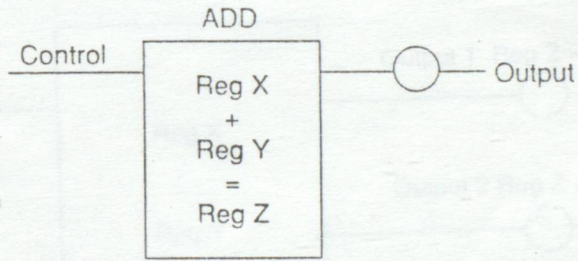 ADD
Control
Output
Reg X
+
Reg Y
=
Reg Z